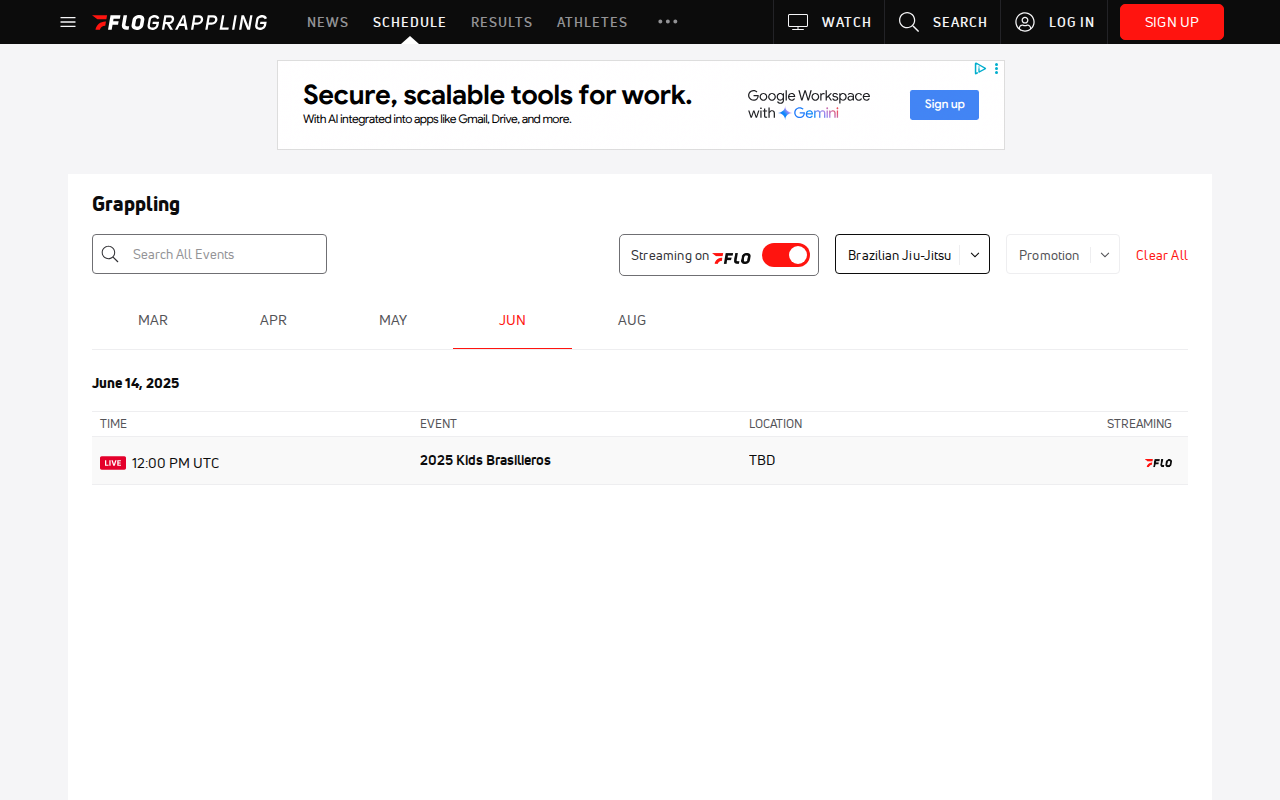 FLOGRAPPLING NEWS SCHEDULE RESULTS ATHLETES ••• WATCH SEARCH LOG IN SIGN UP
Secure, scalable tools for work.
With AI integrated into apps like Gmail, Drive, and more.
Google Workspace
with Gemini
Sign up
Grappling
Search All Events
Streaming on FLO
Brazilian Jiu-Jitsu
Promotion
Clear All
MAR APR MAY JUN AUG
June 14, 2025
TIME EVENT LOCATION STREAMING
LIVE 12:00 PM UTC 2025 Kids Brasilieros TBD FLO